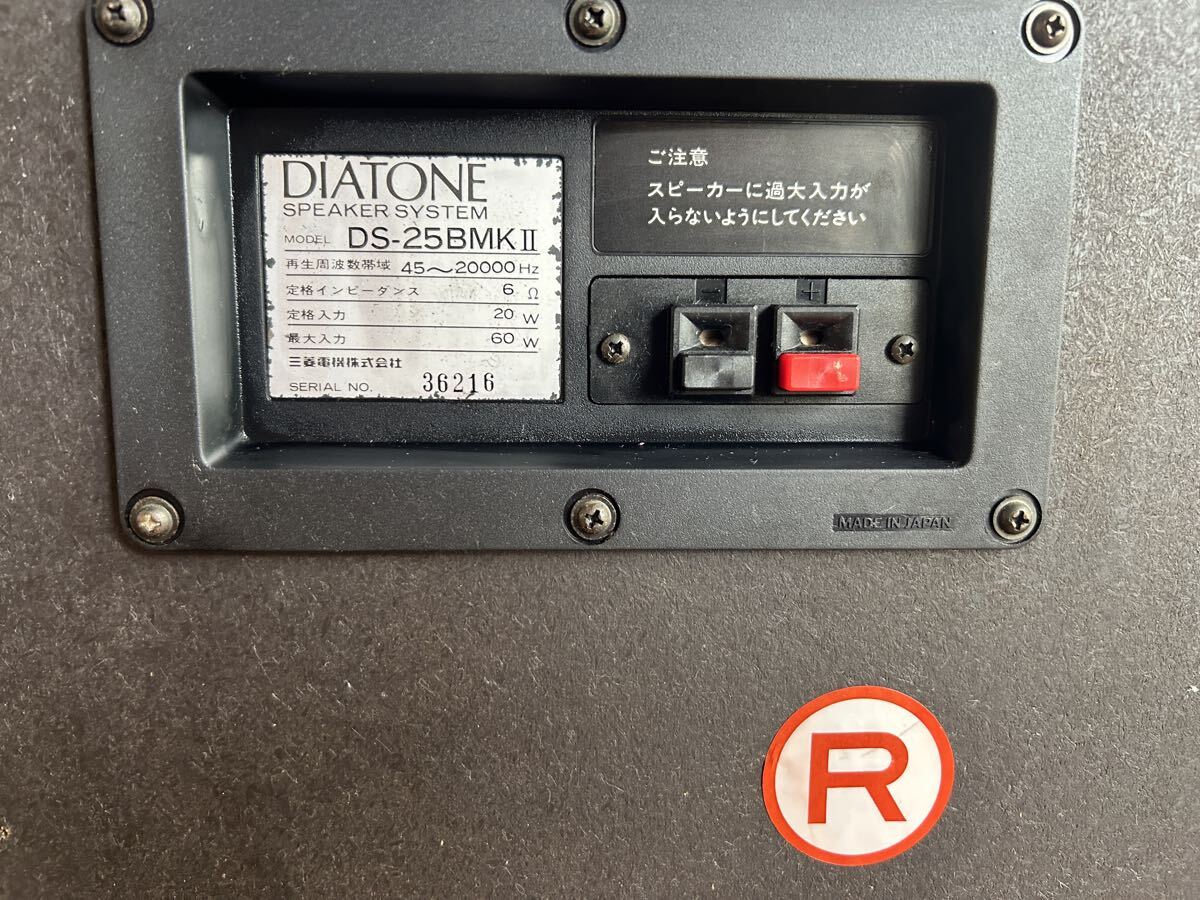 DIATONE
SPEAKER SYSTEM
MODEL DS-25BMKⅡ
再生周波数帯域 45～20000Hz
定格インピーダンス 6 Ω
定格入力 20 W
最大入力 60 W
三菱電機株式会社
SERIAL NO. 36216
ご注意
スピーカーに過大入力が
入らないようにしてください
− +
MADE IN JAPAN
R